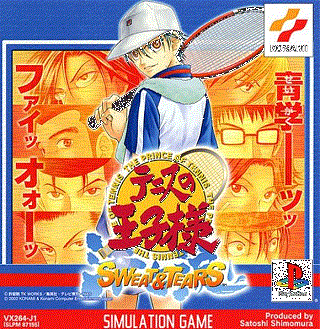 KONAMI
ファイッ
オォーッ
青学ーーッ
テニスの
王子様
THE PRINCE OF TENNIS
SWEAT&TEARS
VX264-J1
(SLPM 87155)
SIMULATION GAME
Produced by
Satoshi Shimomura